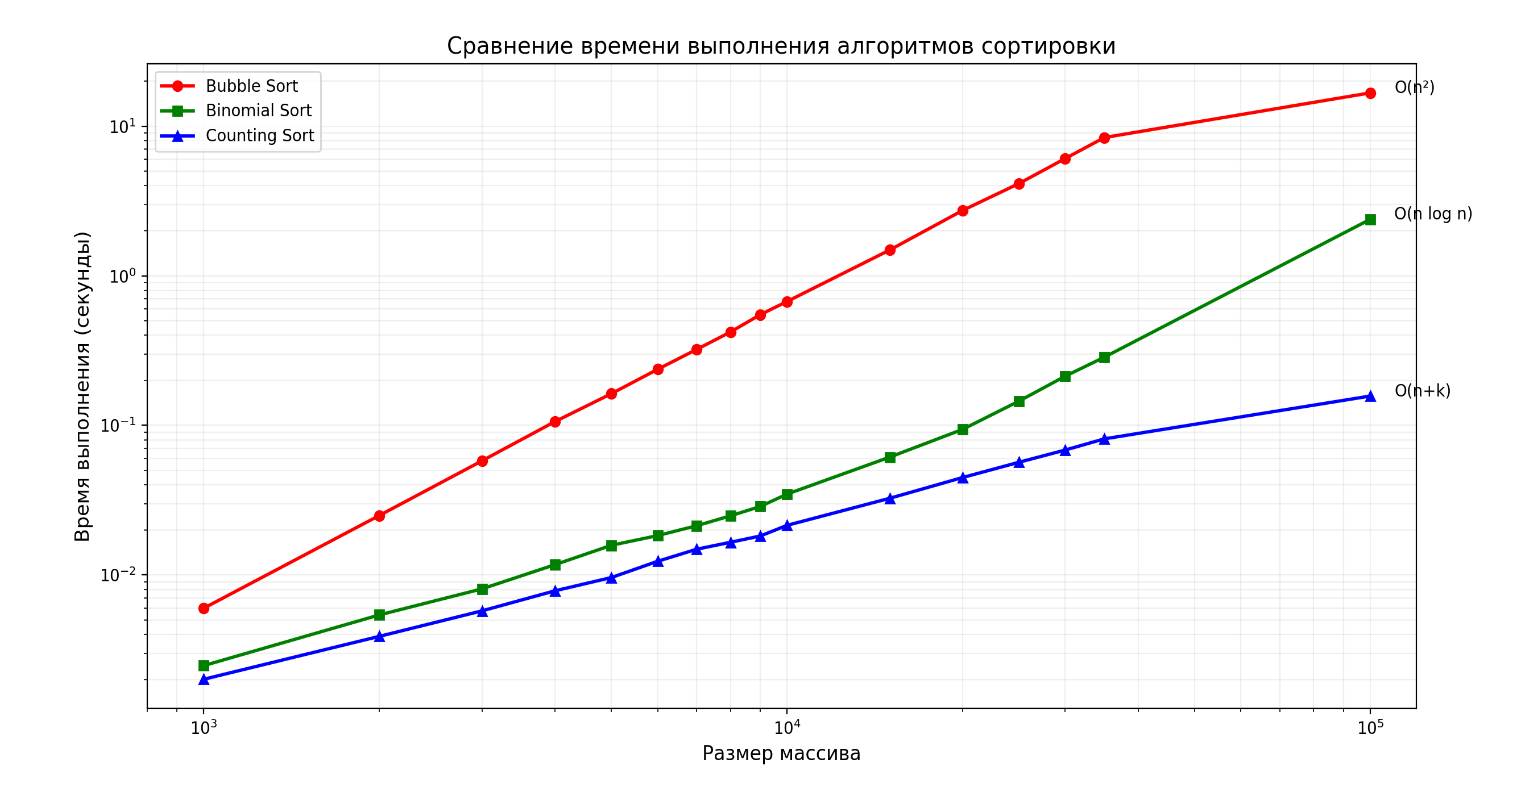 Сравнение времени выполнения алгоритмов сортировки
Bubble Sort
Binomial Sort
Counting Sort
O(n²)
O(n log n)
O(n+k)
Время выполнения (секунды)
10¹
10⁰
10⁻¹
10⁻²
10³ 10⁴ 10⁵
Размер массива